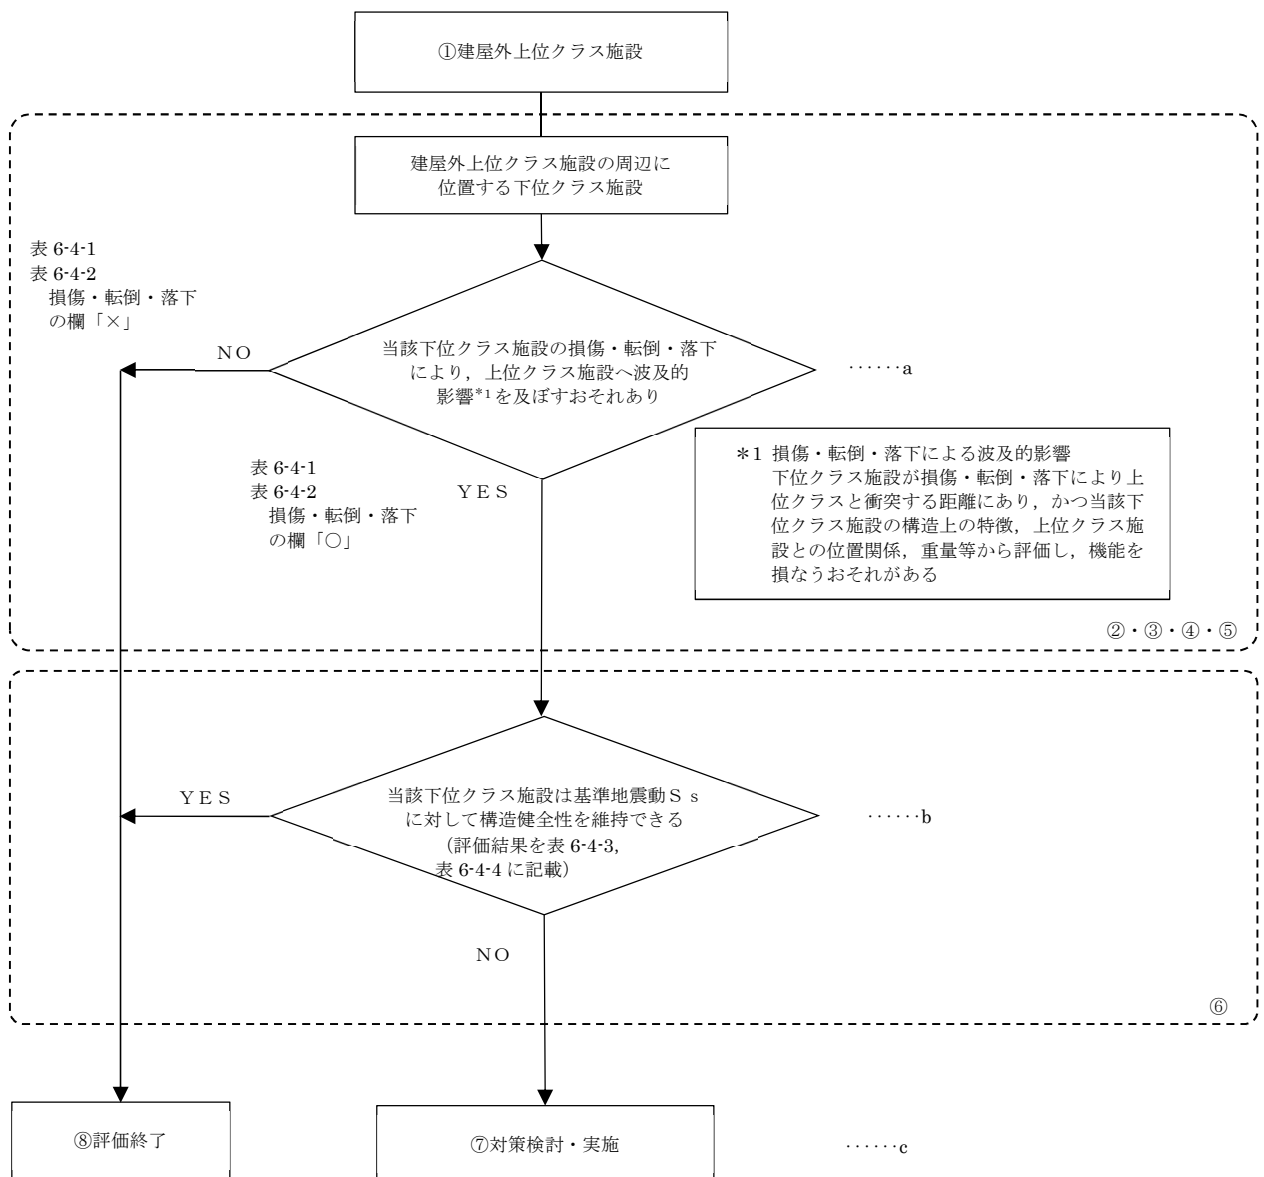 ①建屋外上位クラス施設
建屋外上位クラス施設の周辺に
位置する下位クラス施設
表 6-4-1
表 6-4-2
損傷・転倒・落下
の欄「×」
NO
当該下位クラス施設の損傷・転倒・落下
により，上位クラス施設へ波及的
影響*1を及ぼすおそれあり
······a
表 6-4-1
表 6-4-2
損傷・転倒・落下
の欄「○」
YES
＊1 損傷・転倒・落下による波及的影響
下位クラス施設が損傷・転倒・落下により上
位クラスと衝突する距離にあり，かつ当該下
位クラス施設の構造上の特徴，上位クラス施
設との位置関係，重量等から評価し，機能を
損なうおそれがある
②・③・④・⑤
YES
当該下位クラス施設は基準地震動Ｓｓ
に対して構造健全性を維持できる
（評価結果を表 6-4-3,
表 6-4-4 に記載）
······b
NO
⑥
⑧評価終了
⑦対策検討・実施
······c